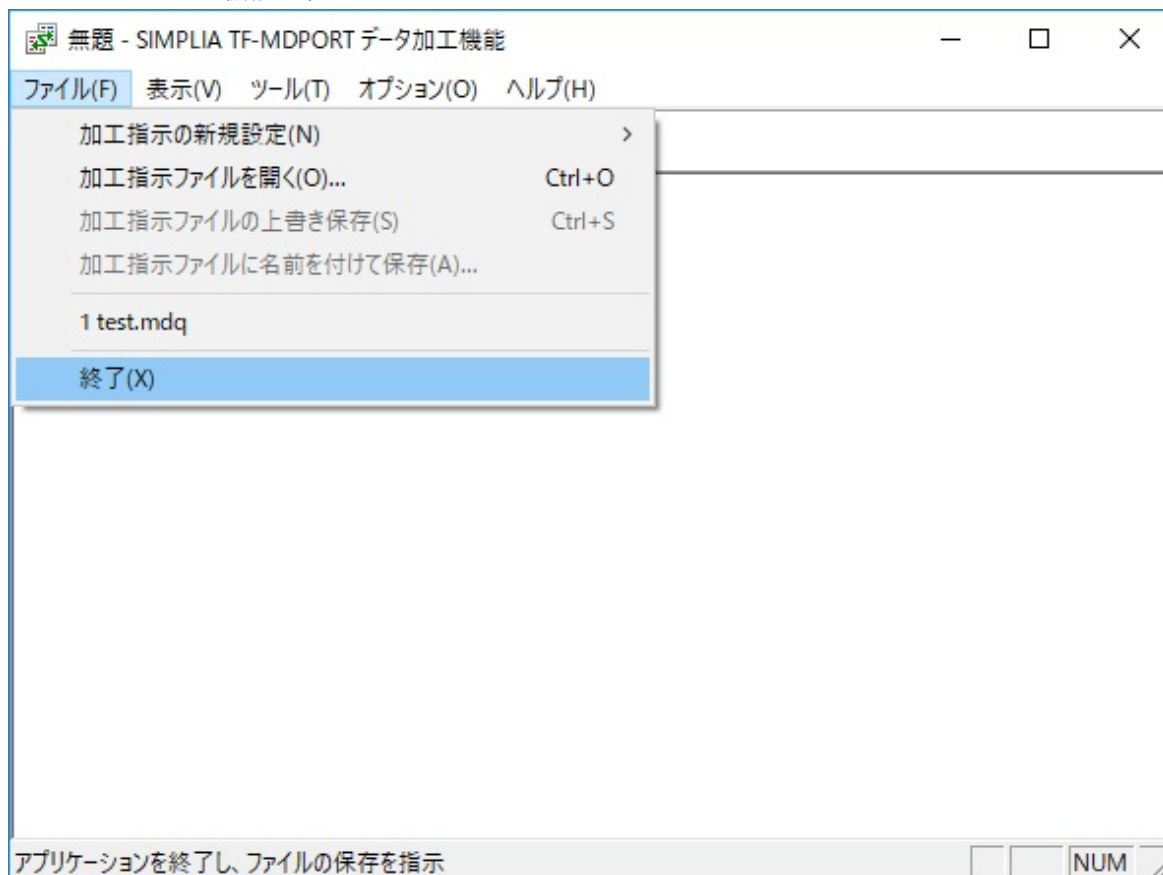 無題 - SIMPLIA TF-MDPORT データ加工機能
ファイル(F) 表示(V) ツール(T) オプション(O) ヘルプ(H)
加工指示の新規設定(N)
加工指示ファイルを開く(O)... Ctrl+O
加工指示ファイルの上書き保存(S) Ctrl+S
加工指示ファイルに名前を付けて保存(A)...
1 test.mdq
終了(X)
アプリケーションを終了し、ファイルの保存を指示 NUM